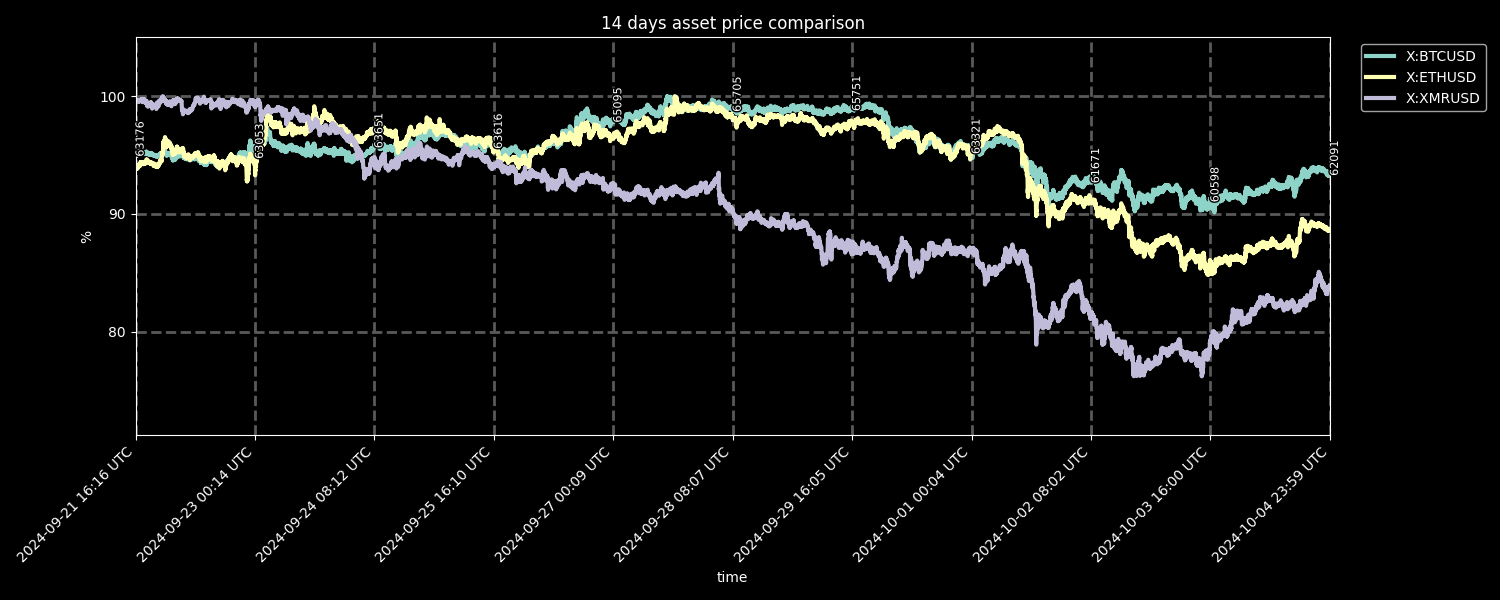 14 days asset price comparison
X:BTCUSD
X:ETHUSD
X:XMRUSD
%
100
90
80
63176
63053
63651
63616
65095
65705
65751
63321
61671
60598
62091
2024-09-21 16:16 UTC
2024-09-23 00:14 UTC
2024-09-24 08:12 UTC
2024-09-25 16:10 UTC
2024-09-27 00:09 UTC
2024-09-28 08:07 UTC
2024-09-29 16:05 UTC
2024-10-01 00:04 UTC
2024-10-02 08:02 UTC
2024-10-03 16:00 UTC
2024-10-04 23:59 UTC
time